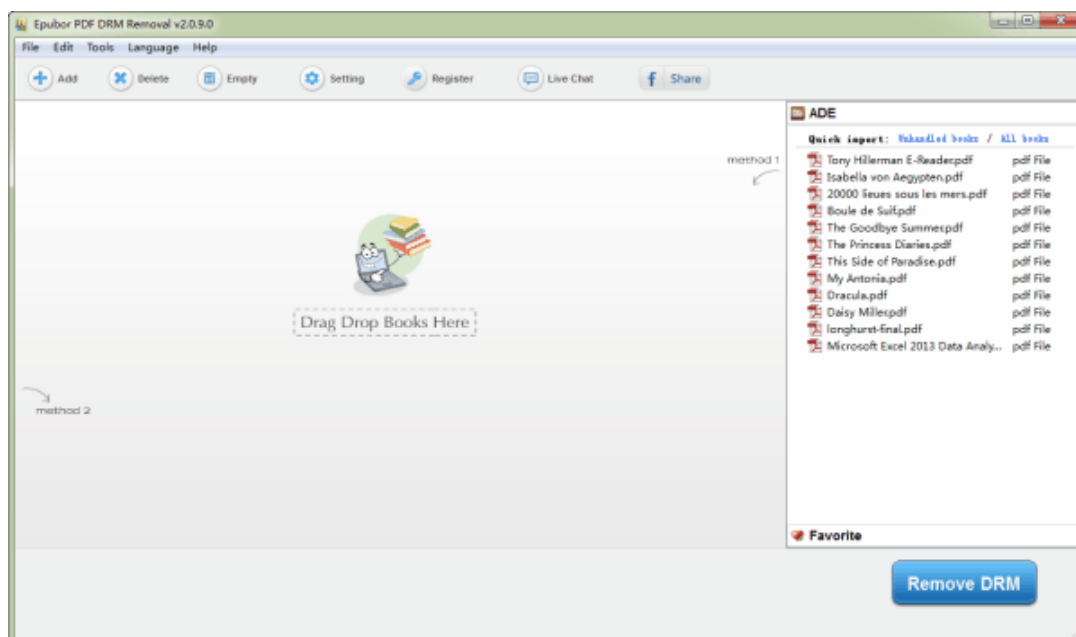 Epubor PDF DRM Removal v2.0.9.0
File Edit Tools Language Help
Add Delete Empty Setting Register Live Chat f Share
ADE
Quick import: Unhandled books / All books
method 1
Tony Hillerman E-Reader.pdf pdf File
Isabella von Aegypten.pdf pdf File
20000 lieues sous les mers.pdf pdf File
Boule de Suif.pdf pdf File
The Goodbye Summer.pdf pdf File
The Princess Diaries.pdf pdf File
This Side of Paradise.pdf pdf File
My Antonia.pdf pdf File
Dracula.pdf pdf File
Daisy Miller.pdf pdf File
longhurst-final.pdf pdf File
Microsoft Excel 2013 Data Analy... pdf File
Drag Drop Books Here
method 2
Favorite
Remove DRM